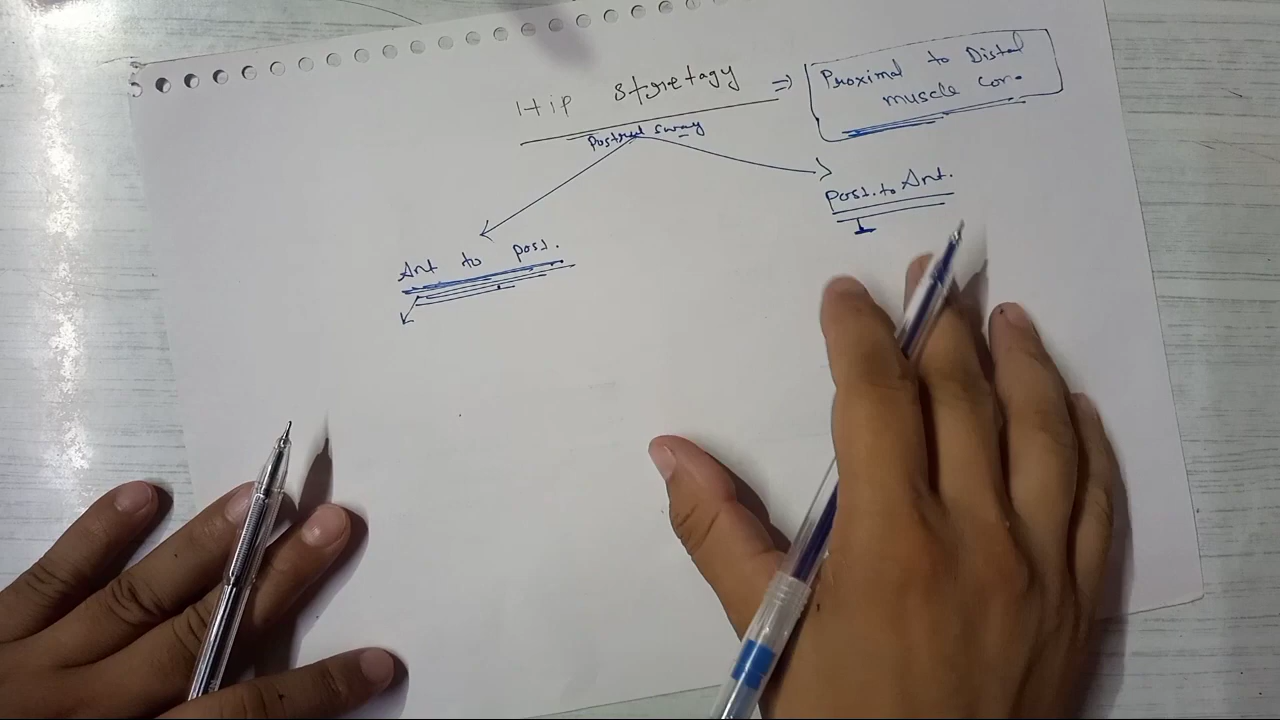 Hip Stretagy => Proximal to Distal
muscle con.
Postural sway
Post. to Ant.
Ant to post.